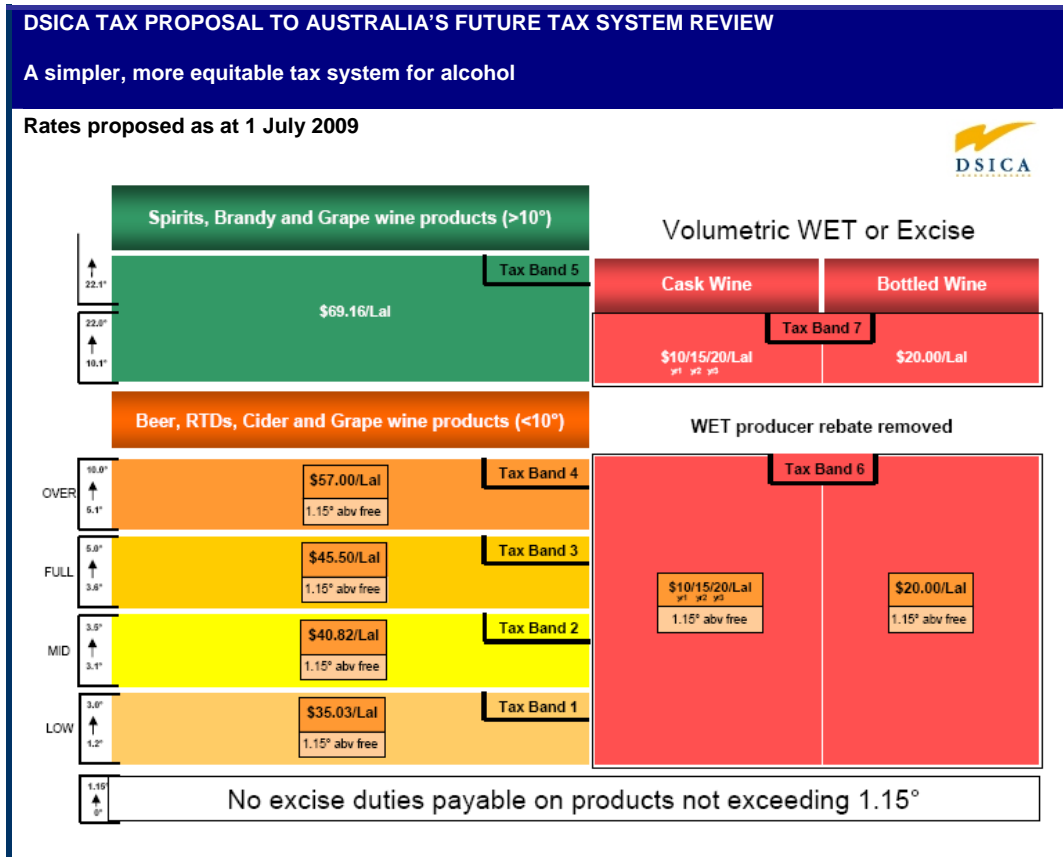 DSICA TAX PROPOSAL TO AUSTRALIA'S FUTURE TAX SYSTEM REVIEW
A simpler, more equitable tax system for alcohol
Rates proposed as at 1 July 2009
DSICA
Spirits, Brandy and Grape wine products (>10°)
Volumetric WET or Excise
22.1°
Tax Band 5
$69.16/Lal
Cask Wine
Bottled Wine
22.0°
10.1°
Tax Band 7
$10/15/20/Lal
yr1 yr2 yr3
$20.00/Lal
Beer, RTDs, Cider and Grape wine products (<10°)
WET producer rebate removed
OVER
10.0°
5.1°
$57.00/Lal
1.15° abv free
Tax Band 4
Tax Band 6
FULL
5.0°
3.6°
$45.50/Lal
1.15° abv free
Tax Band 3
$10/15/20/Lal
yr1 yr2 yr3
1.15° abv free
$20.00/Lal
1.15° abv free
MID
3.5°
3.1°
$40.82/Lal
1.15° abv free
Tax Band 2
LOW
3.0°
1.2°
$35.03/Lal
1.15° abv free
Tax Band 1
1.15°
0°
No excise duties payable on products not exceeding 1.15°